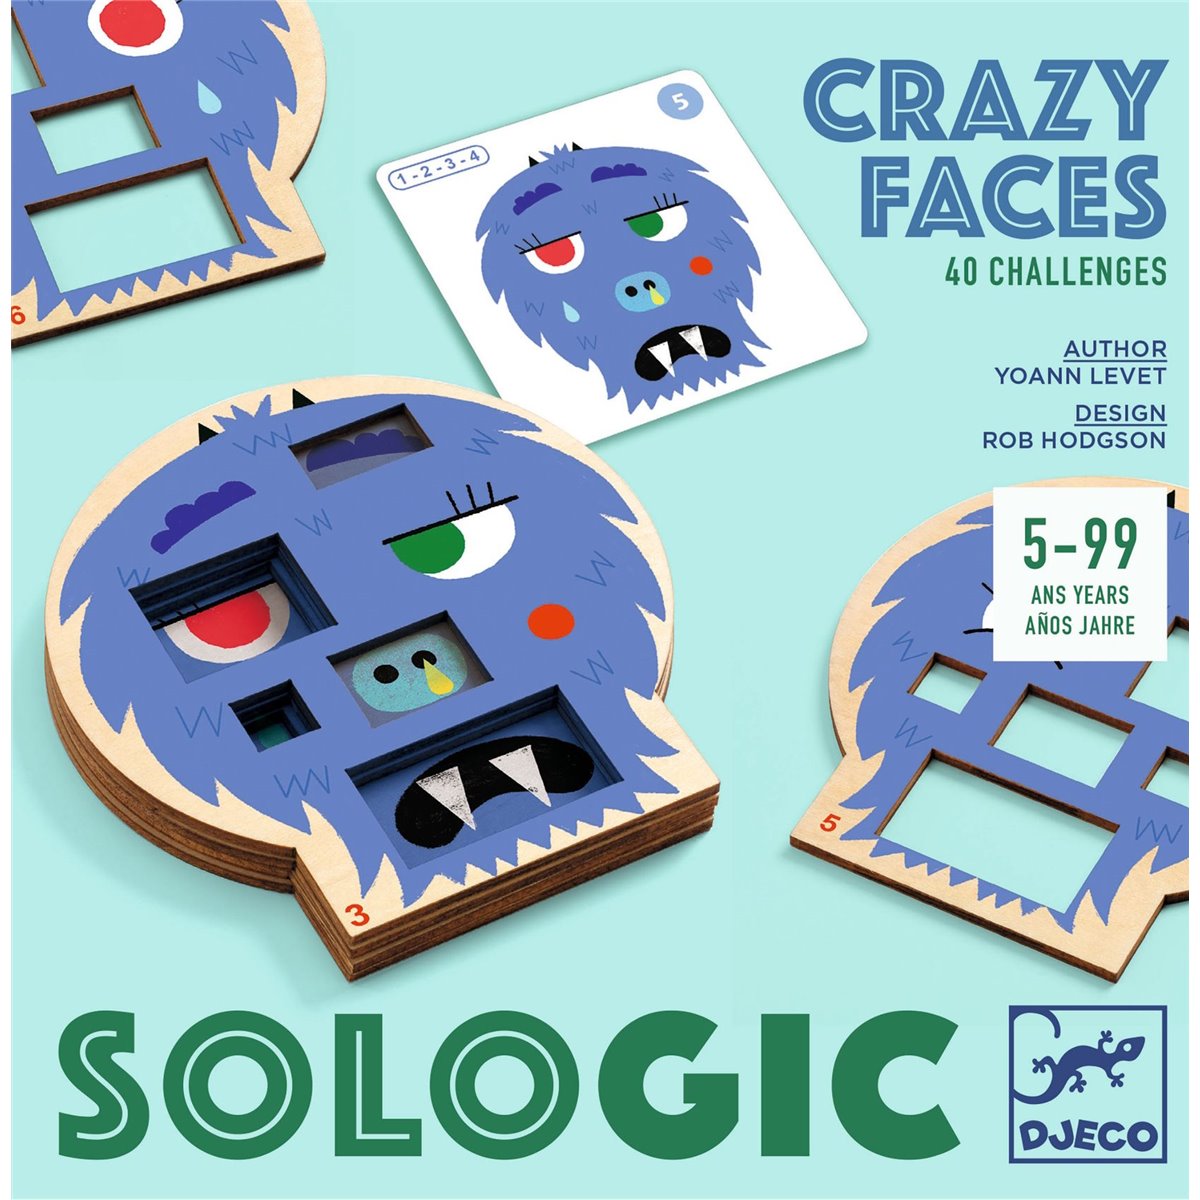 CRAZY
FACES
40 CHALLENGES
5
1-2-3-4
AUTHOR
YOANN LEVET
DESIGN
ROB HODGSON
5-99
ANS YEARS
AÑOS JAHRE
6
5
3
SOLOGIC
DJECO